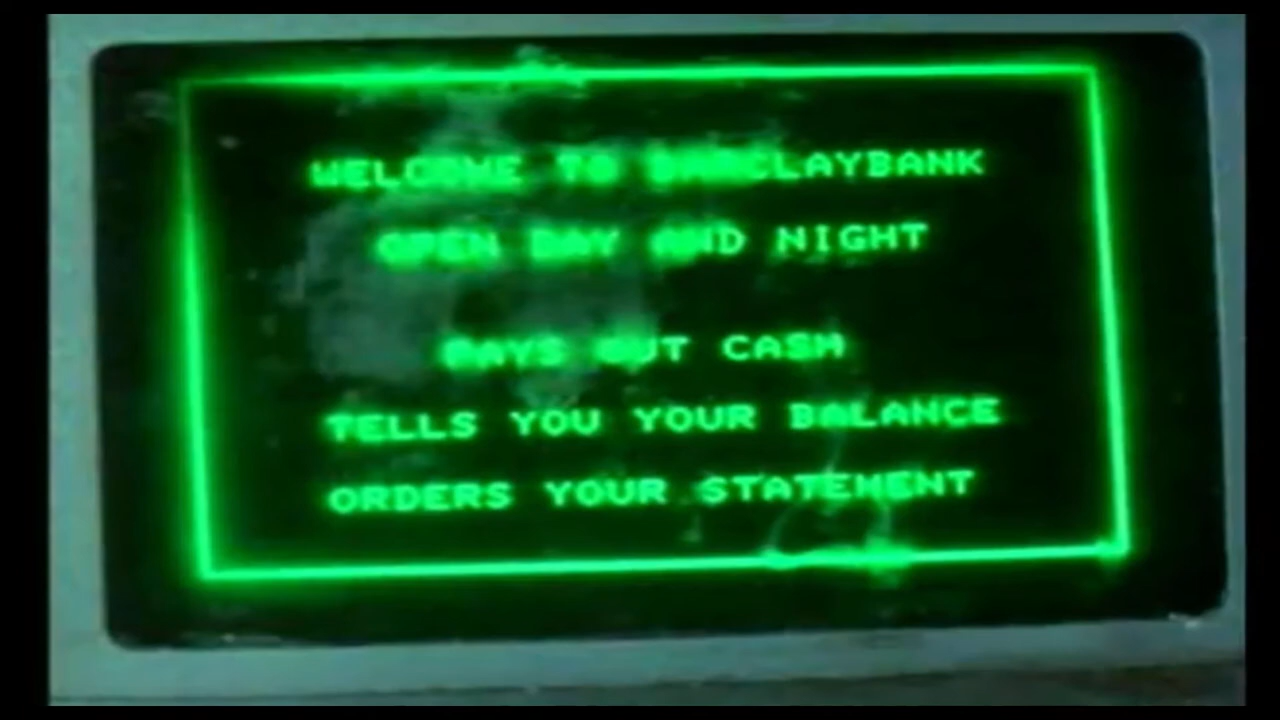 WELCOME TO BARCLAYBANK
OPEN DAY AND NIGHT
PAYS OUT CASH
TELLS YOU YOUR BALANCE
ORDERS YOUR STATEMENT